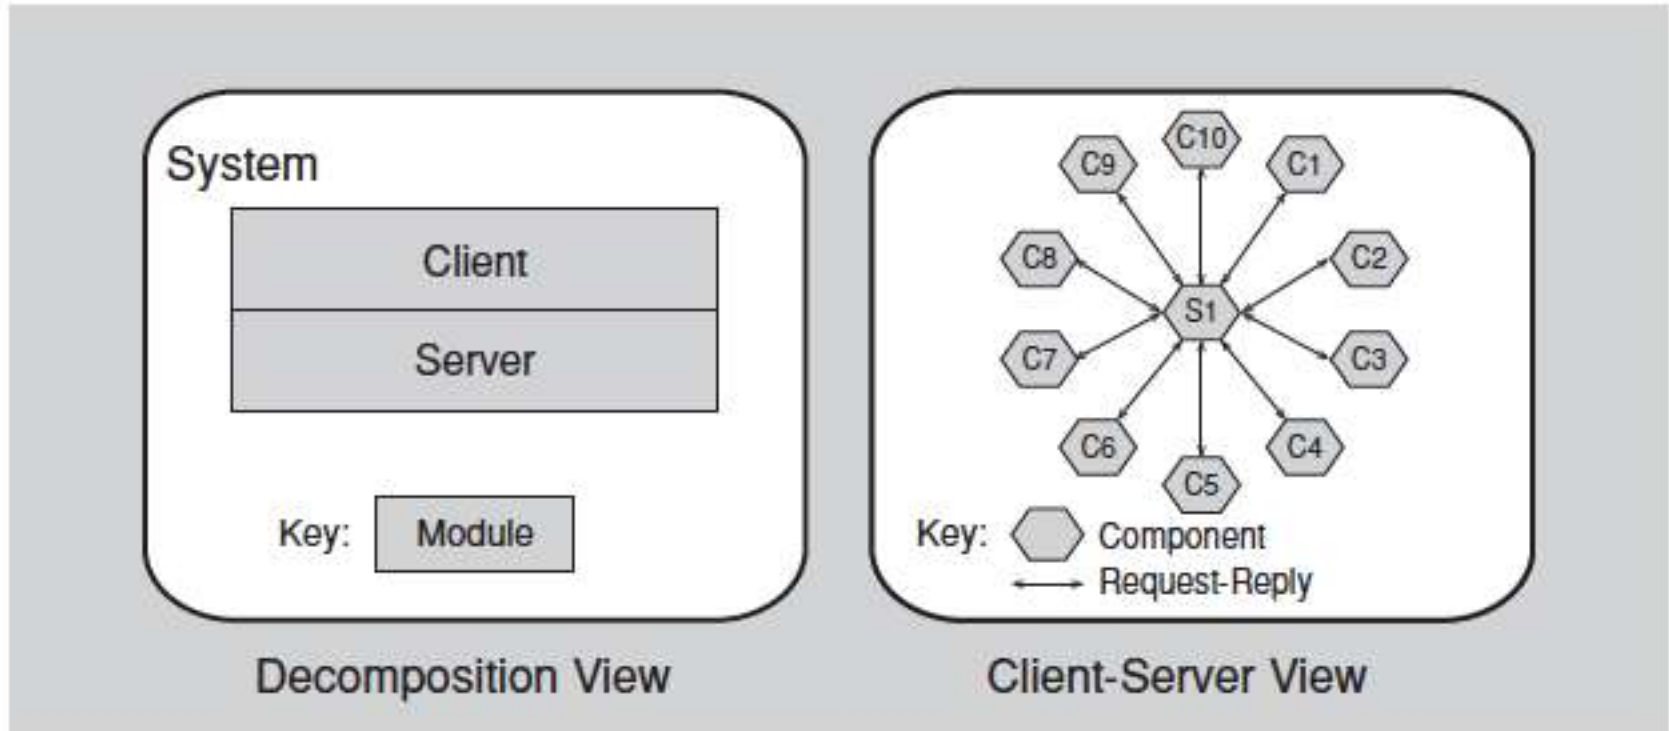 System
Client
Server
Key: Module
Decomposition View
C10
C9
C1
C8
C2
S1
C7
C3
C6
C4
C5
Key: Component
Request-Reply
Client-Server View